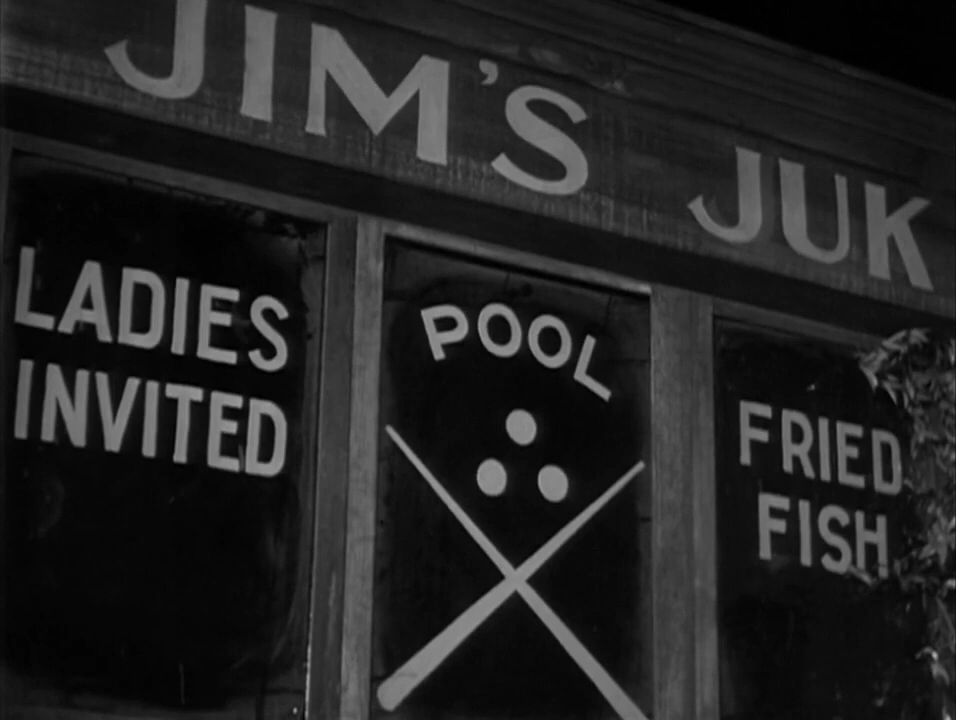 JIM'S JUK
LADIES
INVITED
POOL
FRIED
FISH